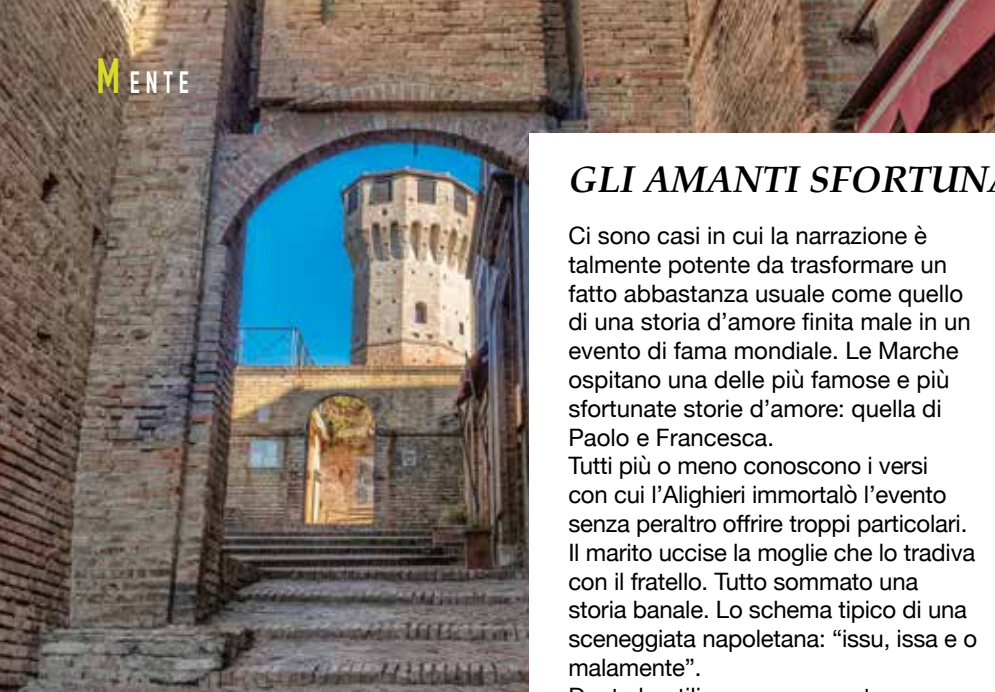 MENTE
GLI AMANTI SFORTUNA
Ci sono casi in cui la narrazione è
talmente potente da trasformare un
fatto abbastanza usuale come quello
di una storia d’amore finita male in un
evento di fama mondiale. Le Marche
ospitano una delle più famose e più
sfortunate storie d’amore: quella di
Paolo e Francesca.
Tutti più o meno conoscono i versi
con cui l’Alighieri immortalò l’evento
senza peraltro offrire troppi particolari.
Il marito uccise la moglie che lo tradiva
con il fratello. Tutto sommato una
storia banale. Lo schema tipico di una
sceneggiata napoletana: “issu, issa e o
malamente”.